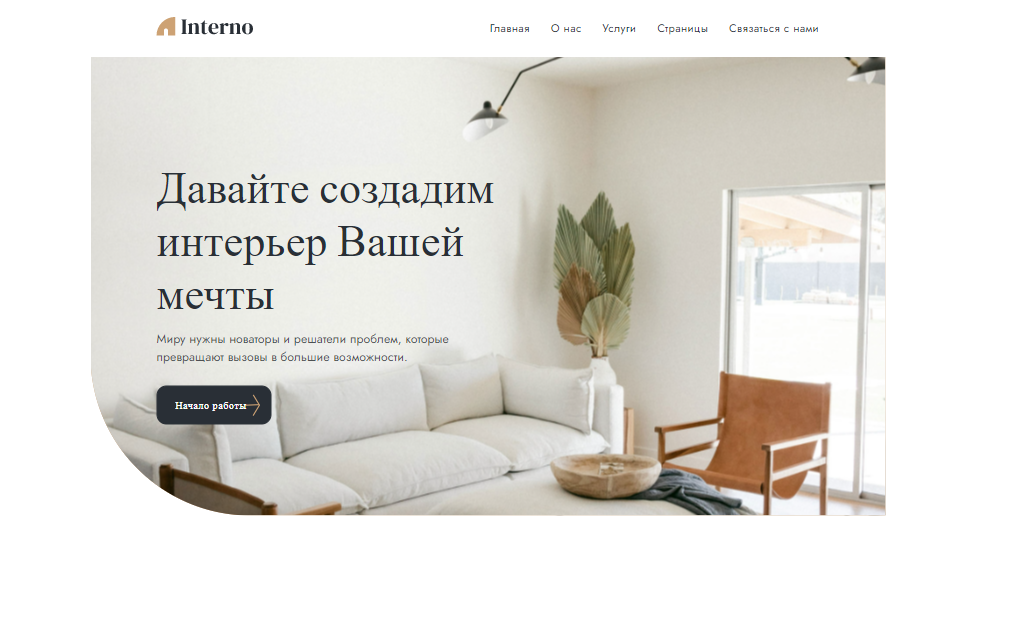 Interno
Главная О нас Услуги Страницы Связаться с нами
Давайте создадим
интерьер Вашей
мечты
Миру нужны новаторы и решатели проблем, которые
превращают вызовы в большие возможности.
Начало работы